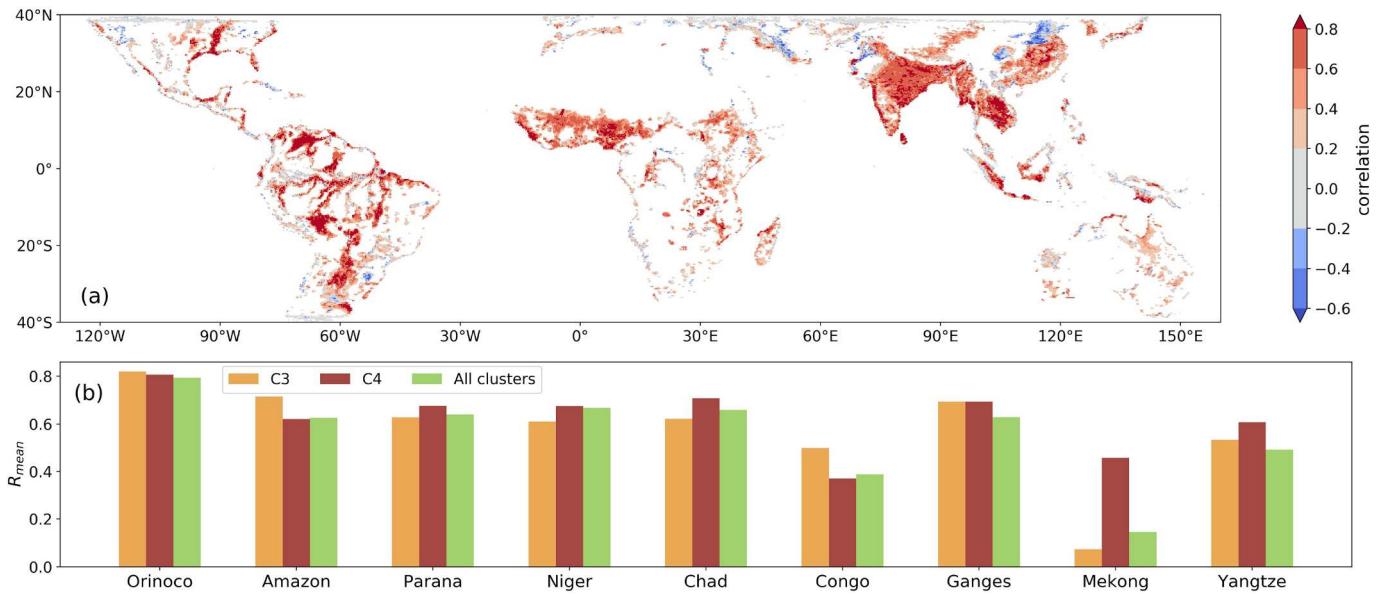 40°N
20°N
0°
20°S
40°S
(a)
120°W 90°W 60°W 30°W 0° 30°E 60°E 90°E 120°E 150°E
0.8
0.6
0.4
0.2
0.0
−0.2
−0.4
−0.6
correlation
(b)
C3 C4 All clusters
0.8
0.6
0.4
0.2
0.0
Rmean
Orinoco Amazon Parana Niger Chad Congo Ganges Mekong Yangtze